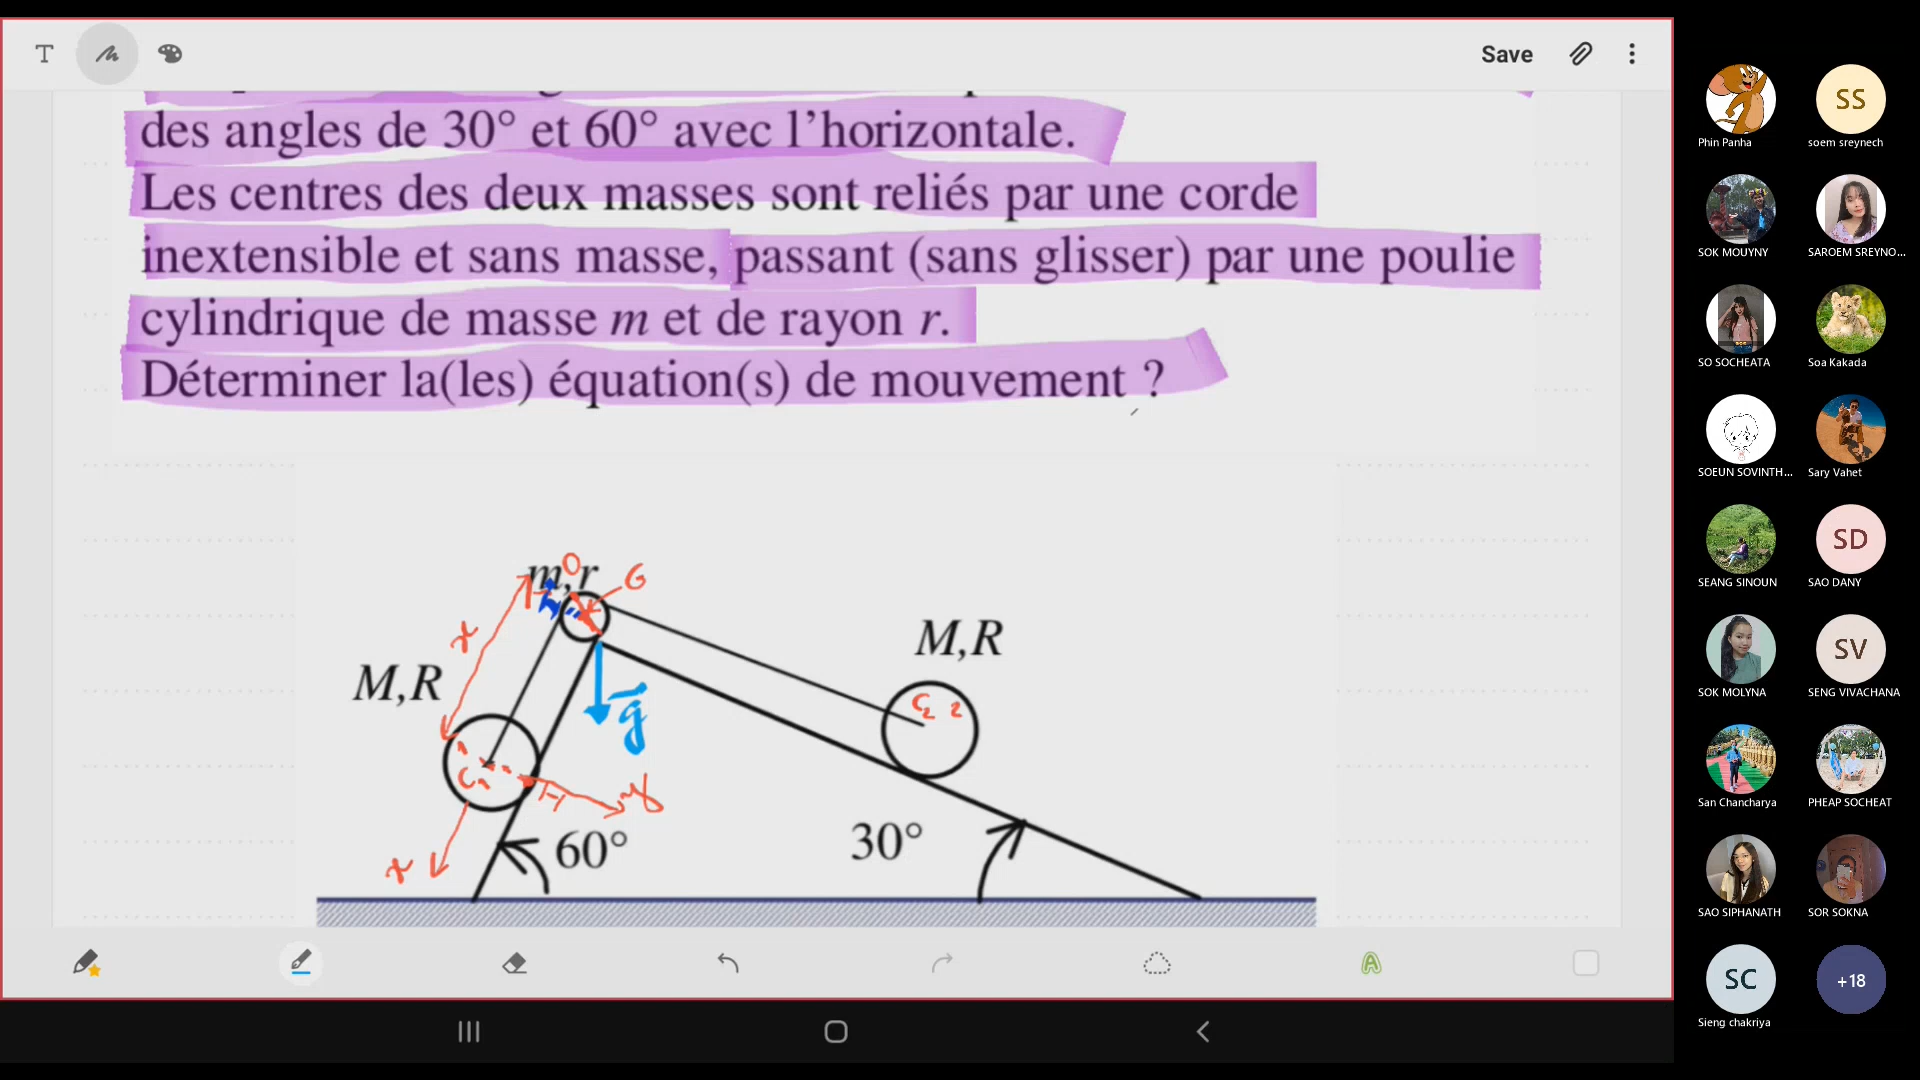 T
Save
des angles de 30° et 60° avec l'horizontale.
Les centres des deux masses sont reliés par une corde
inextensible et sans masse, passant (sans glisser) par une poulie
cylindrique de masse m et de rayon r.
Déterminer la(les) équation(s) de mouvement ?
m,r
O
G
x
M,R
M,R
g
1
C₁
H
y
C₂ 2
x
60°
30°
A
Phin Panha
SS
soem sreynech
SOK MOUYNY
SAROEM SREYNO...
SO SOCHEATA
Soa Kakada
SOEUN SOVINTH...
Sary Vahet
SEANG SINOUN
SD
SAO DANY
SOK MOLYNA
SV
SENG VIVACHANA
San Chancharya
PHEAP SOCHEAT
SAO SIPHANATH
SOR SOKNA
SC
Sieng chakriya
+18